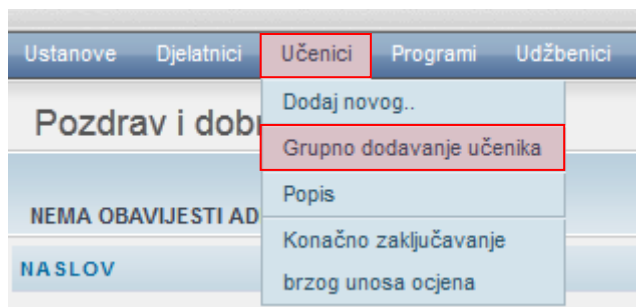 Ustanove Djelatnici Učenici Programi Udžbenici
Pozdrav i dobr
Dodaj novog..
Grupno dodavanje učenika
Popis
NEMA OBAVIJESTI AD
Konačno zaključavanje
brzog unosa ocjena
NASLOV